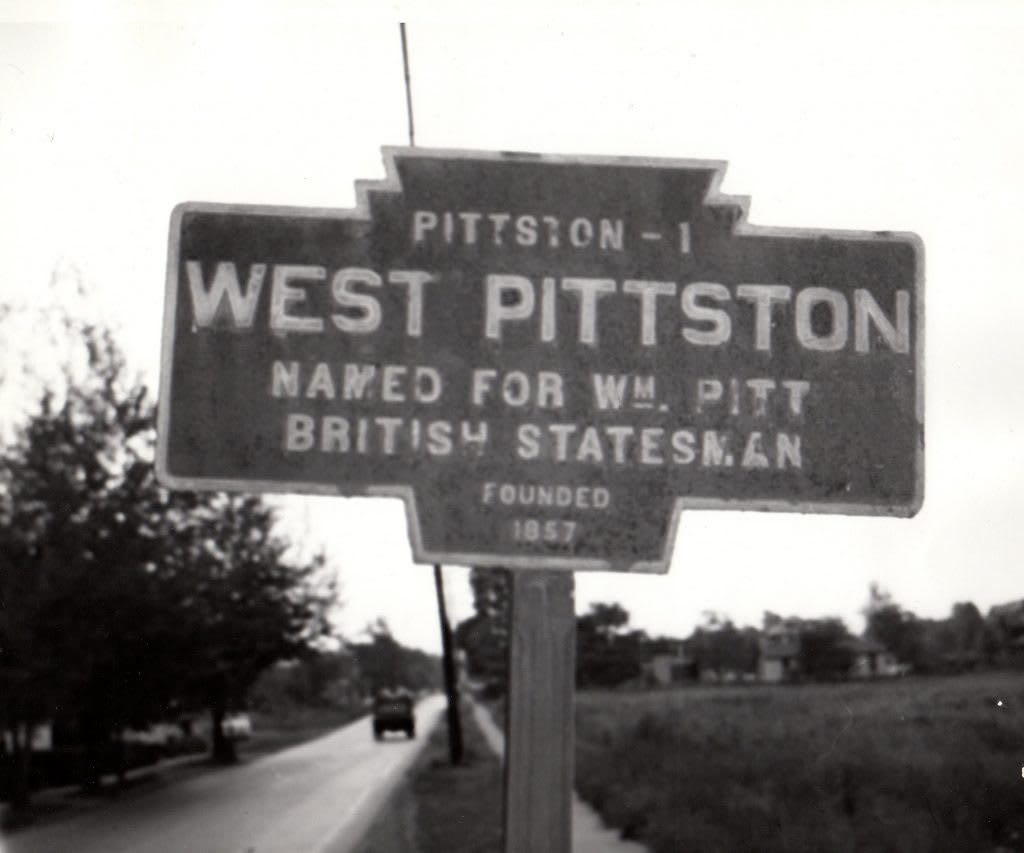 PITTSTON - 1
WEST PITTSTON
NAMED FOR WM. PITT
BRITISH STATESMAN
FOUNDED
1857